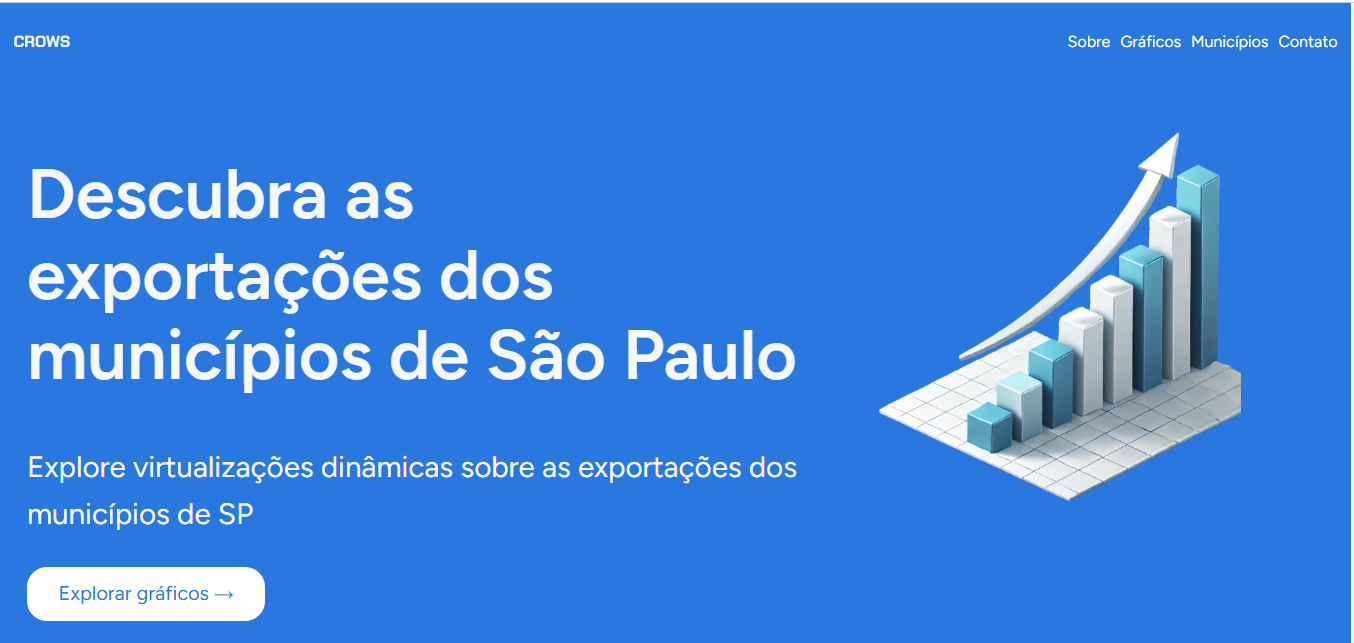 CROWS
Sobre Gráficos Municípios Contato
Descubra as
exportações dos
municípios de São Paulo
Explore virtualizações dinâmicas sobre as exportações dos
municípios de SP
Explorar gráficos →